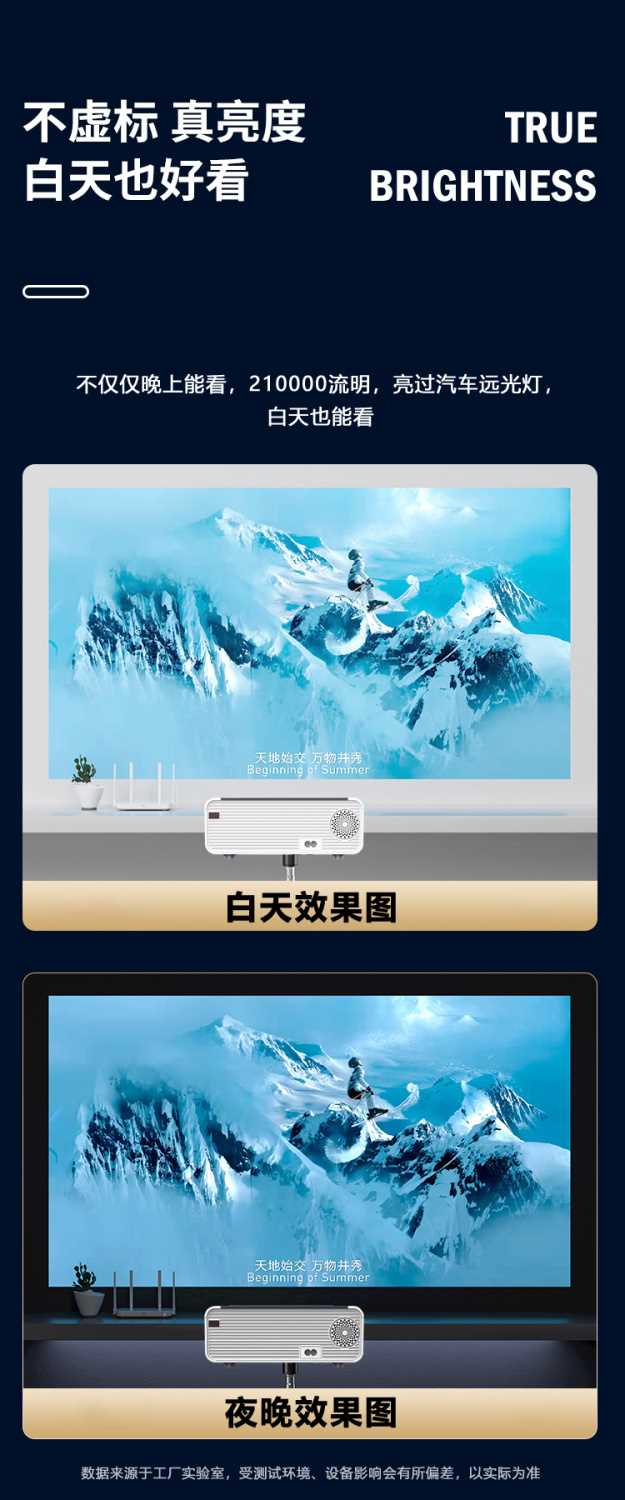 不虚标 真亮度
白天也好看
TRUE
BRIGHTNESS
不仅仅晚上能看，210000流明，亮过汽车远光灯，
白天也能看
天地始交 万物并秀
Beginning of Summer
白天效果图
天地始交 万物并秀
Beginning of Summer
夜晚效果图
数据来源于工厂实验室，受测试环境、设备影响会有所偏差，以实际为准